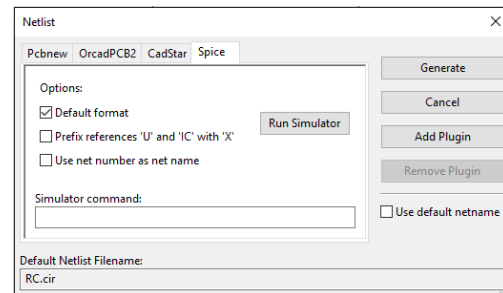 Netlist
Pcbnew OrcadPCB2 CadStar Spice
Options:
Default format
Prefix references 'U' and 'IC' with 'X'
Use net number as net name
Run Simulator
Simulator command:
Generate
Cancel
Add Plugin
Remove Plugin
Use default netname
Default Netlist Filename:
RC.cir